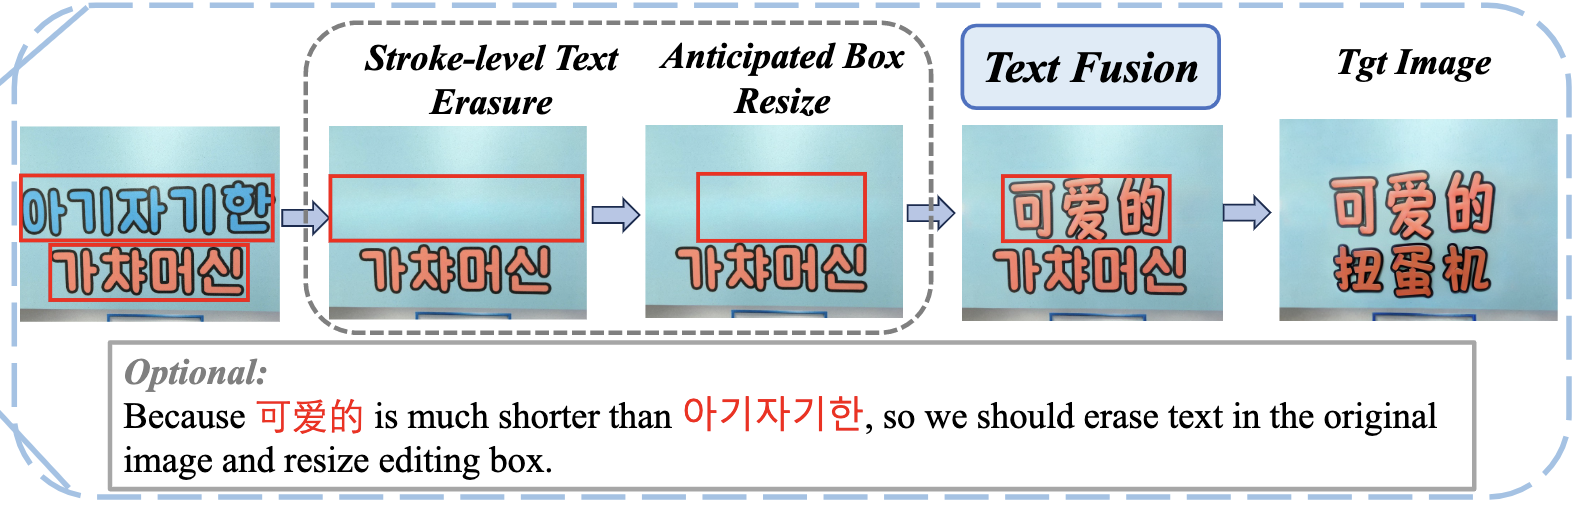 Stroke-level Text
Erasure
Anticipated Box
Resize
Text Fusion
Tgt Image
아기자기한
가챠머신
가챠머신
가챠머신
可爱的
가챠머신
可爱的
扭蛋机
Optional:
Because 可爱的 is much shorter than 아기자기한, so we should erase text in the original
image and resize editing box.